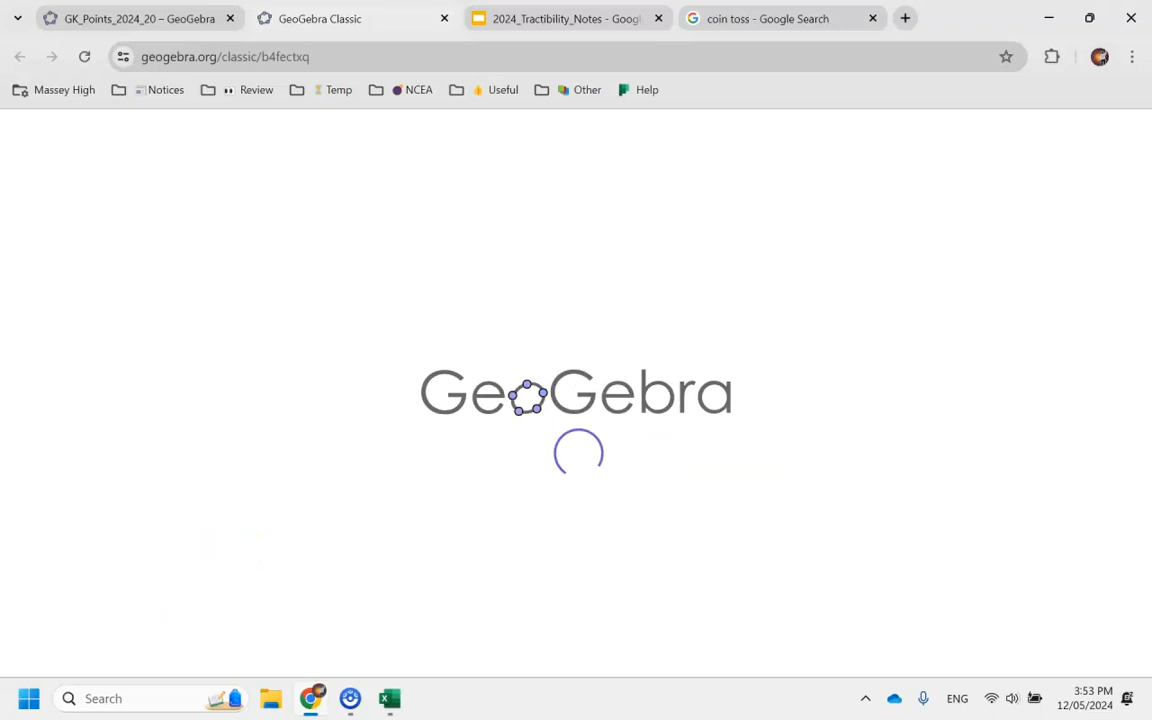 GK_Points_2024_20 – GeoGebra
GeoGebra Classic
2024_Tractibility_Notes - Googl
coin toss - Google Search
geogebra.org/classic/b4fectxq
Massey High
Notices
Review
Temp
NCEA
Useful
Other
Help
GeoGebra
Search
ENG
3:53 PM
12/05/2024